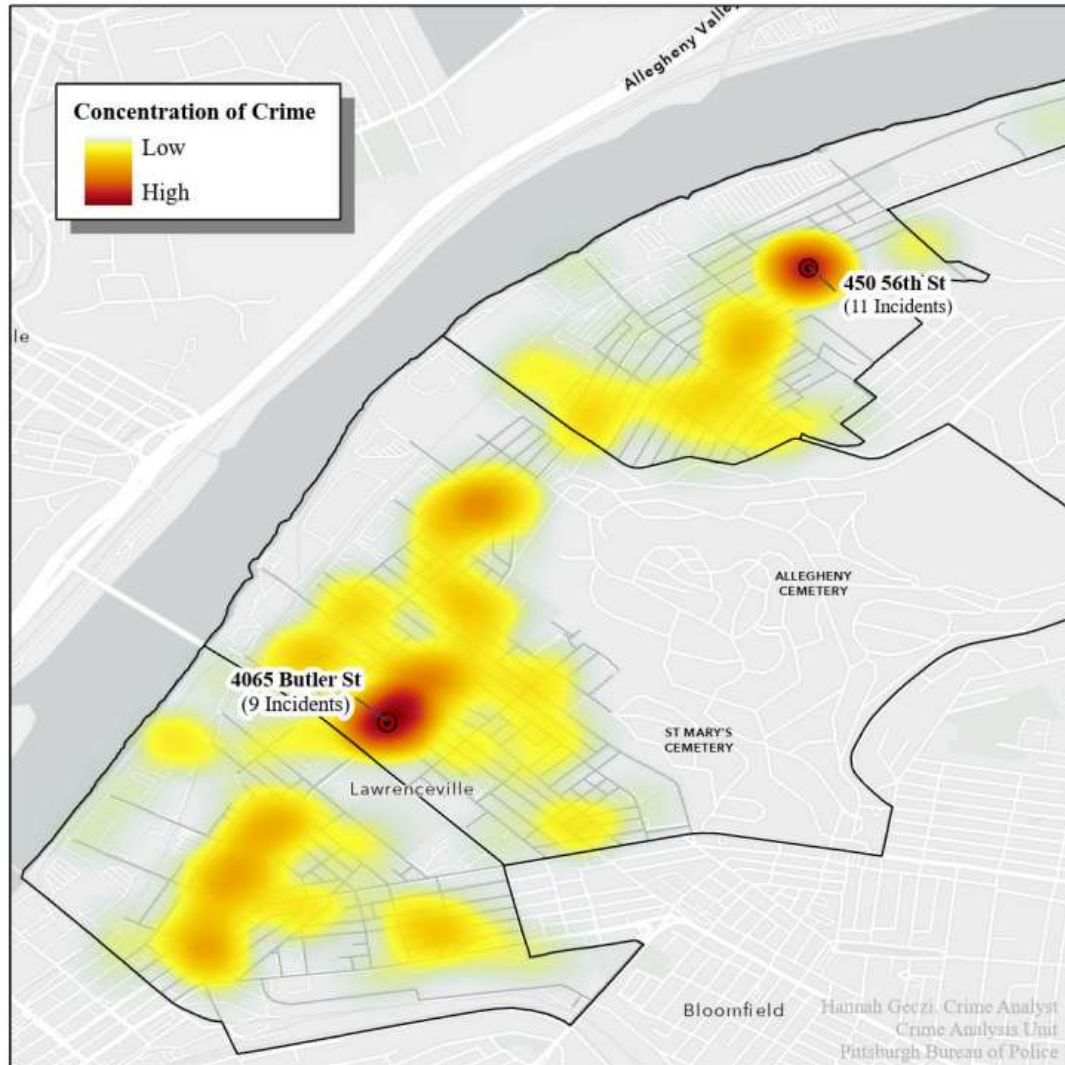 Allegheny Valley
Concentration of Crime
Low
High
450 56th St
(11 Incidents)
le
ALLEGHENY
CEMETERY
4065 Butler St
(9 Incidents)
ST MARY'S
CEMETERY
Lawrenceville
Bloomfield
Hannah Geczi. Crime Analyst
Crime Analysis Unit
Pittsburgh Bureau of Police